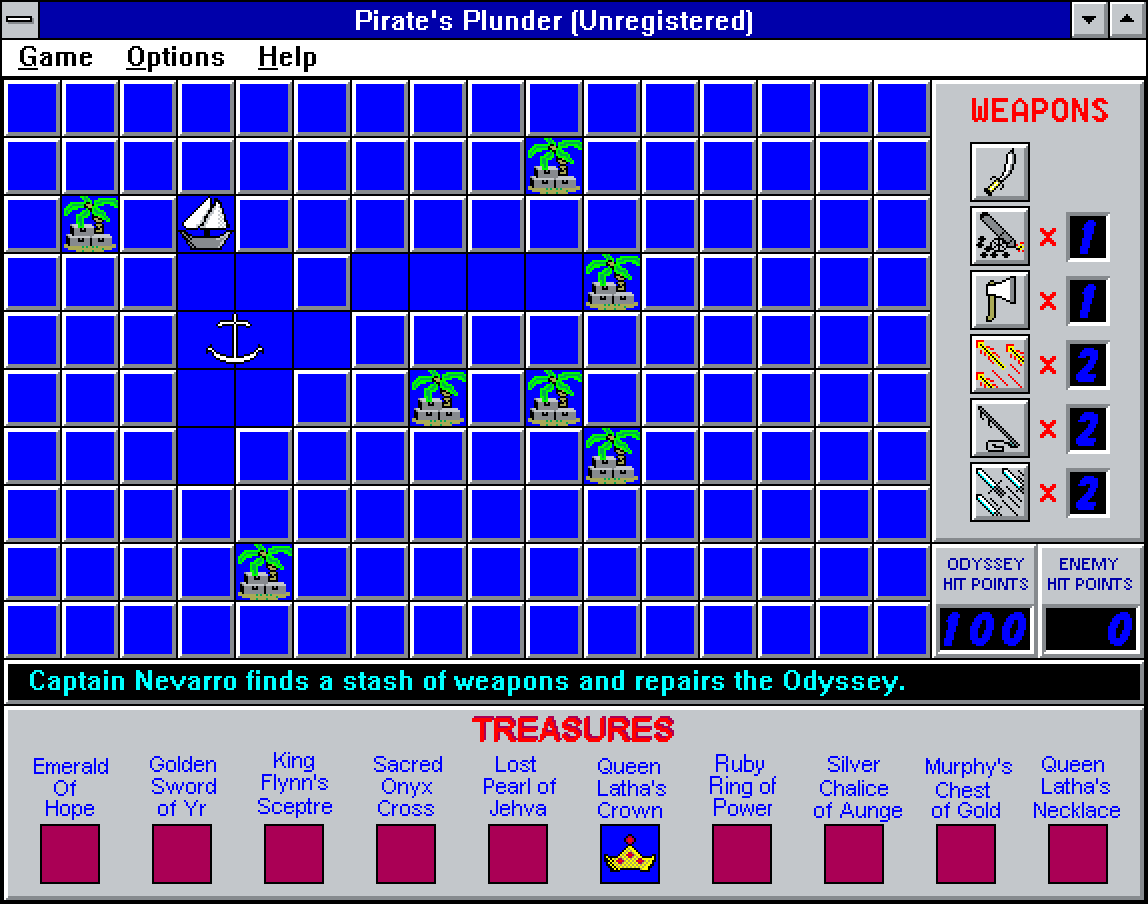 Pirate's Plunder (Unregistered)
Game Options Help
WEAPONS
× 1
× 1
× 2
× 2
× 2
ODYSSEY
HIT POINTS
100
ENEMY
HIT POINTS
0
Captain Nevarro finds a stash of weapons and repairs the Odyssey.
TREASURES
Emerald
Of
Hope
Golden
Sword
of Yr
King
Flynn's
Sceptre
Sacred
Onyx
Cross
Lost
Pearl of
Jehva
Queen
Latha's
Crown
Ruby
Ring of
Power
Silver
Chalice
of Aunge
Murphy's
Chest
of Gold
Queen
Latha's
Necklace